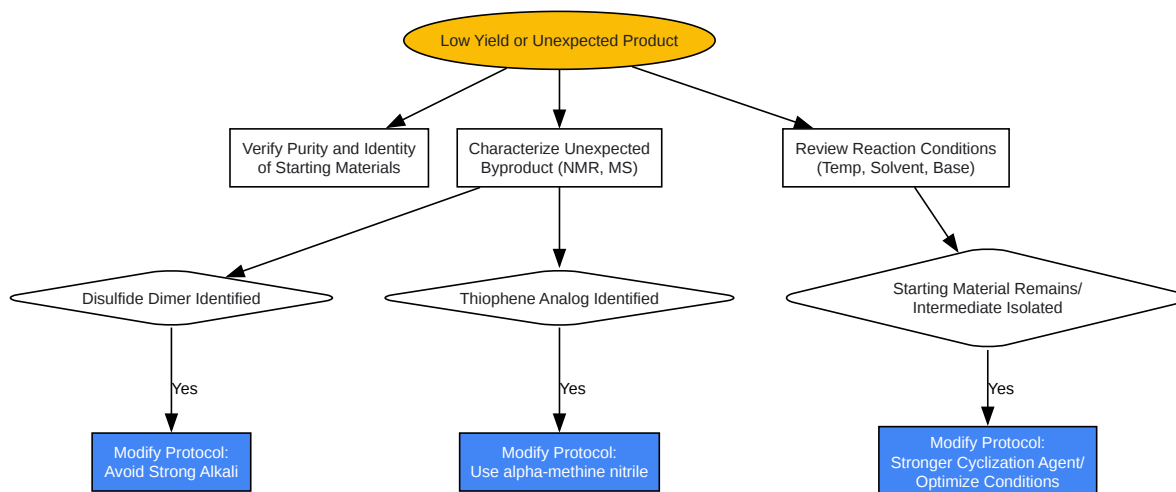 Low Yield or Unexpected Product
Verify Purity and Identity
of Starting Materials
Characterize Unexpected
Byproduct (NMR, MS)
Review Reaction Conditions
(Temp, Solvent, Base)
Disulfide Dimer Identified
Thiophene Analog Identified
Starting Material Remains/
Intermediate Isolated
Yes
Yes
Yes
Modify Protocol:
Avoid Strong Alkali
Modify Protocol:
Use alpha-methine nitrile
Modify Protocol:
Stronger Cyclization Agent/
Optimize Conditions